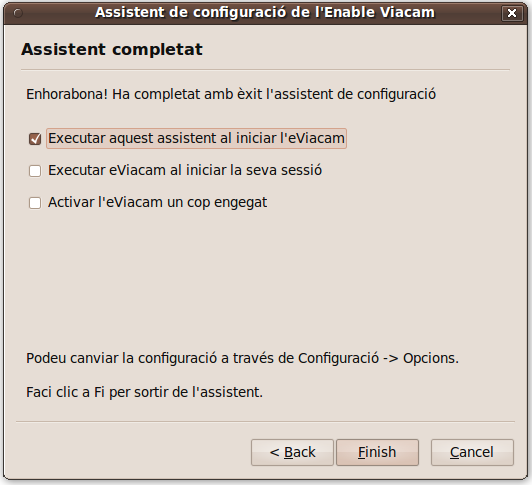 Assistent de configuració de l'Enable Viacam
Assistent completat
Enhorabona! Ha completat amb èxit l'assistent de configuració
Executar aquest assistent al iniciar l'eViacam
Executar eViacam al iniciar la seva sessió
Activar l'eViacam un cop engegat
Podeu canviar la configuració a través de Configuració -> Opcions.
Faci clic a Fi per sortir de l'assistent.
< Back Finish Cancel